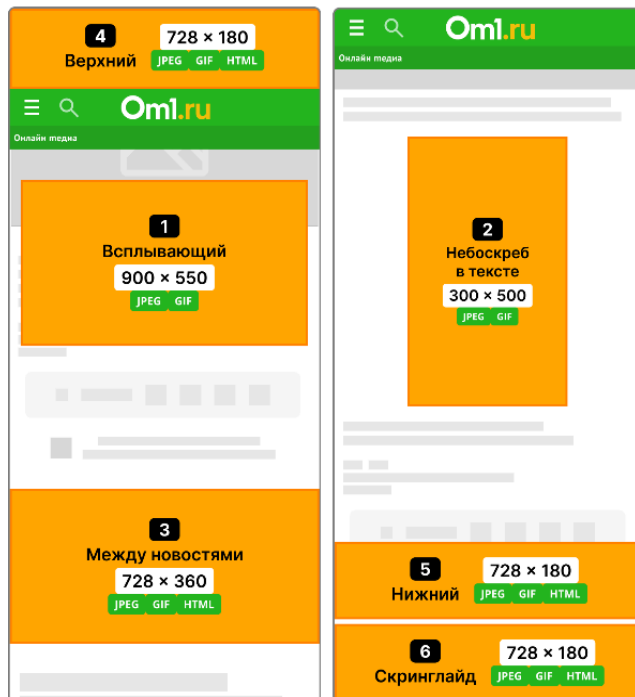 4
728 × 180
Верхний
JPEG GIF HTML
Om1.ru
Онлайн медиа
1
Всплывающий
900 × 550
JPEG GIF
3
Между новостями
728 × 360
JPEG GIF HTML
Om1.ru
Онлайн медиа
2
Небоскреб
в тексте
300 × 500
JPEG GIF
5
728 × 180
Нижний
JPEG GIF HTML
6
728 × 180
Скринглайд
JPEG GIF HTML